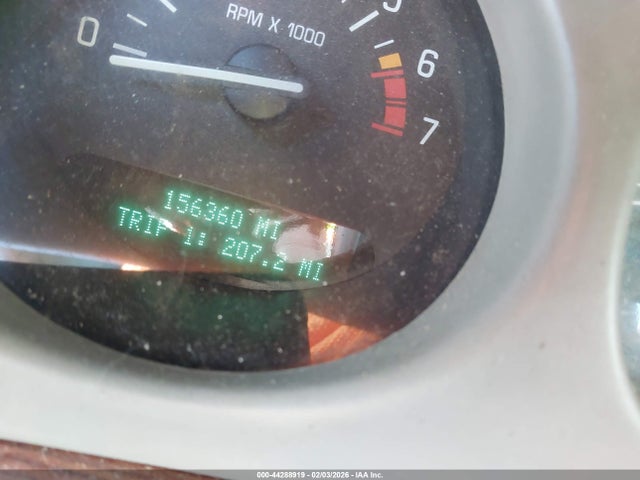 5
RPM X 1000
0
6
7
156360 MI
TRIP 1: 207.2 MI
000-44288919 - 02/03/2026 - IAA Inc.